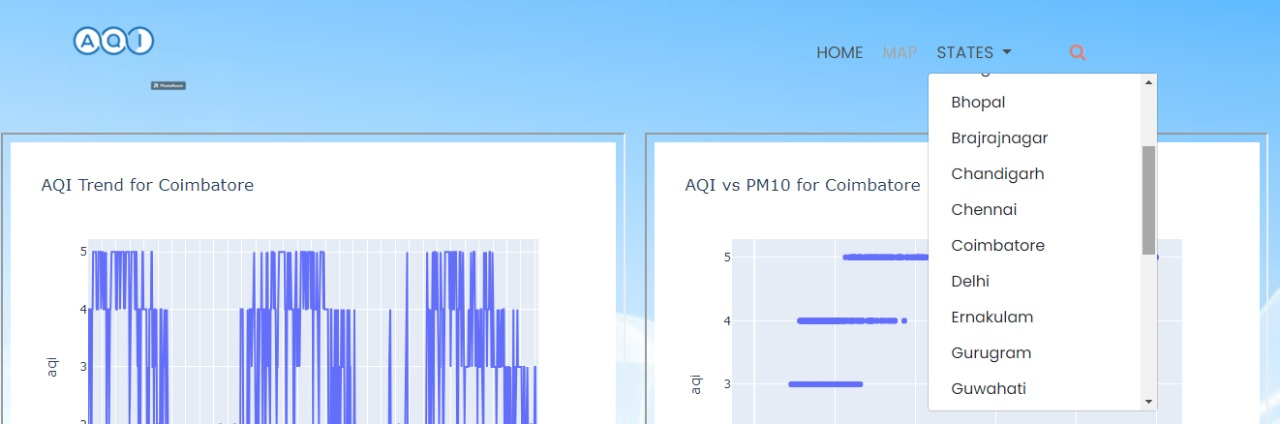 AQI
HOME MAP STATES
Bhopal
Brajrajnagar
Chandigarh
Chennai
Coimbatore
Delhi
Ernakulam
Gurugram
Guwahati
AQI Trend for Coimbatore
5
4
3
aqi
AQI vs PM10 for Coimbatore
5
4
3
aqi